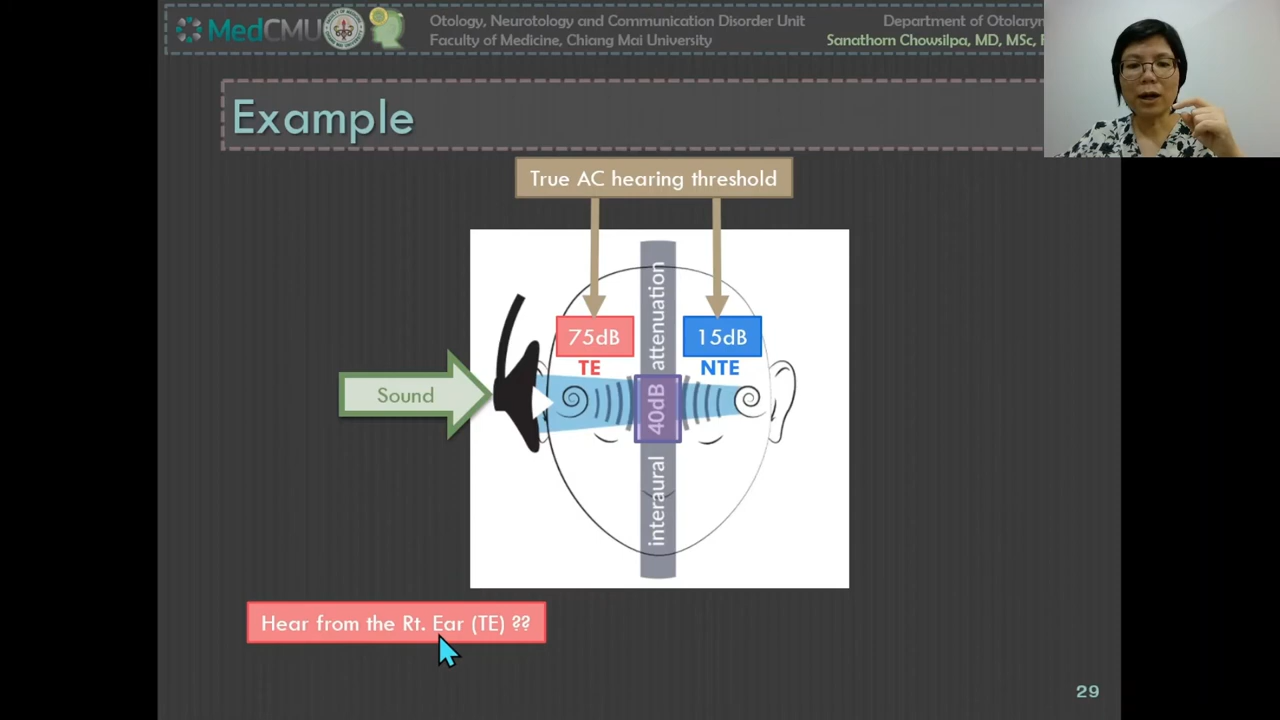 MedCMU
Otology, Neurotology and Communication Disorder Unit
Faculty of Medicine, Chiang Mai University
Department of
Sanathorn Chowsilpa, MD, MSc,
Example
True AC hearing threshold
75dB
TE
15dB
NTE
interaural 40dB attenuation
Sound
Hear from the Rt. Ear (TE) ??
29